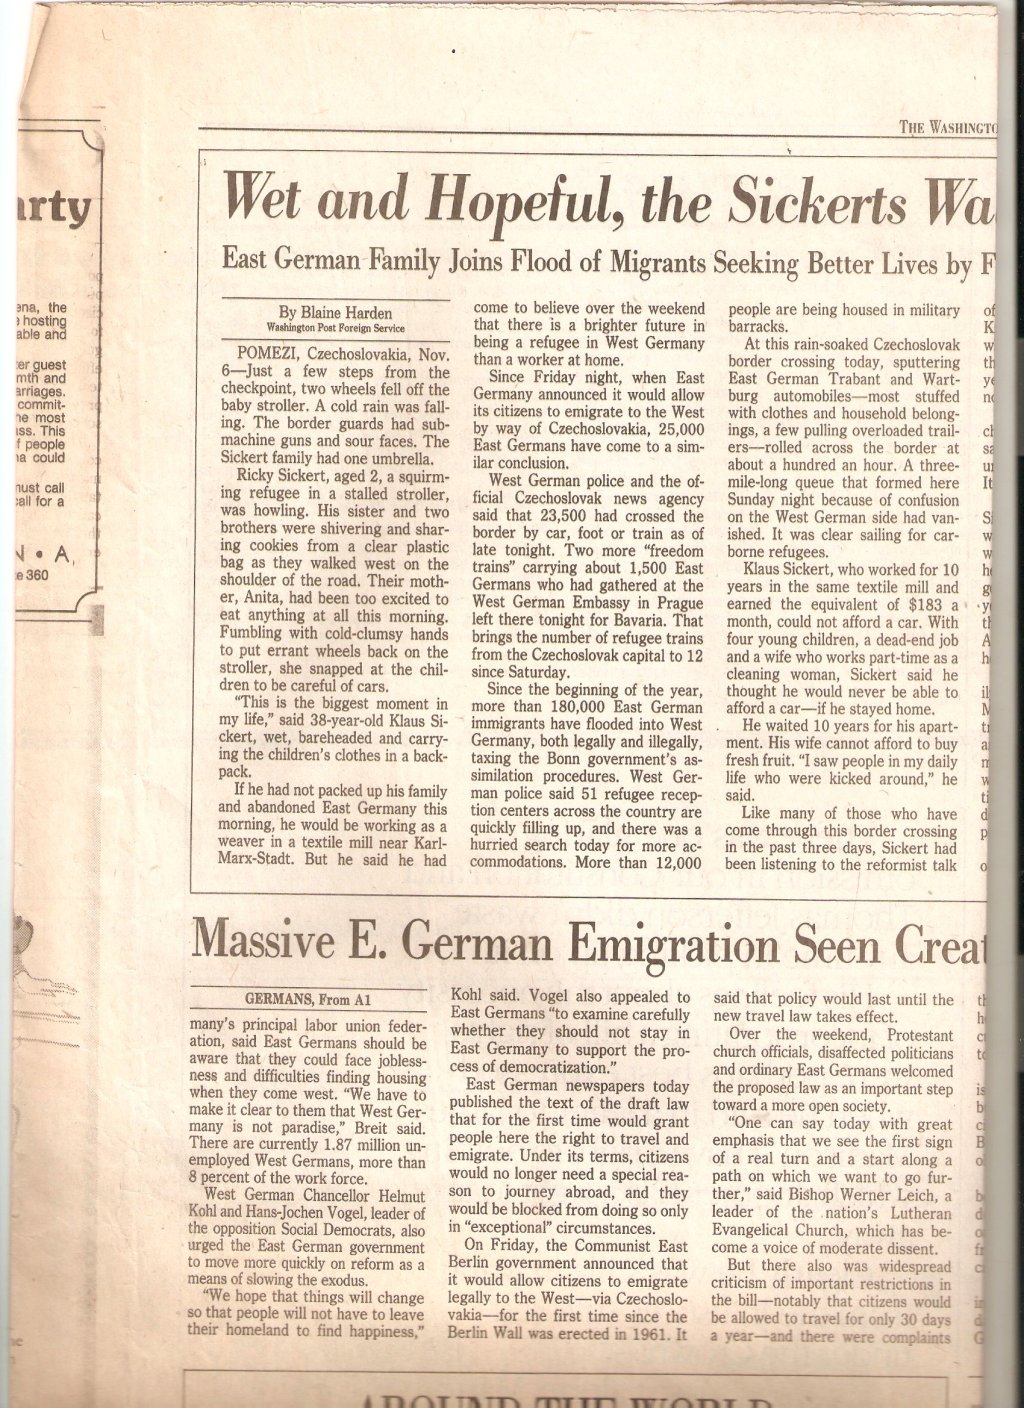 THE WASHINGTO
arty
ena, the
hosting
able and
er guest
mth and
arriages.
commit-
he most
ss. This
f people
a could
nust call
call for a
N • A,
e 360
Wet and Hopeful, the Sickerts Wa
East German Family Joins Flood of Migrants Seeking Better Lives by F
By Blaine Harden
Washington Post Foreign Service
POMEZI, Czechoslovakia, Nov.
6—Just a few steps from the
checkpoint, two wheels fell off the
baby stroller. A cold rain was fall-
ing. The border guards had sub-
machine guns and sour faces. The
Sickert family had one umbrella.
Ricky Sickert, aged 2, a squirm-
ing refugee in a stalled stroller,
was howling. His sister and two
brothers were shivering and shar-
ing cookies from a clear plastic
bag as they walked west on the
shoulder of the road. Their moth-
er, Anita, had been too excited to
eat anything at all this morning.
Fumbling with cold-clumsy hands
to put errant wheels back on the
stroller, she snapped at the chil-
dren to be careful of cars.
"This is the biggest moment in
my life," said 38-year-old Klaus Si-
ckert, wet, bareheaded and carry-
ing the children's clothes in a back-
pack.
If he had not packed up his family
and abandoned East Germany this
morning, he would be working as a
weaver in a textile mill near Karl-
Marx-Stadt. But he said he had
come to believe over the weekend
that there is a brighter future in
being a refugee in West Germany
than a worker at home.
Since Friday night, when East
Germany announced it would allow
its citizens to emigrate to the West
by way of Czechoslovakia, 25,000
East Germans have come to a sim-
ilar conclusion.
West German police and the of-
ficial Czechoslovak news agency
said that 23,500 had crossed the
border by car, foot or train as of
late tonight. Two more "freedom
trains" carrying about 1,500 East
Germans who had gathered at the
West German Embassy in Prague
left there tonight for Bavaria. That
brings the number of refugee trains
from the Czechoslovak capital to 12
since Saturday.
Since the beginning of the year,
more than 180,000 East German
immigrants have flooded into West
Germany, both legally and illegally,
taxing the Bonn government's as-
similation procedures. West Ger-
man police said 51 refugee recep-
tion centers across the country are
quickly filling up, and there was a
hurried search today for more ac-
commodations. More than 12,000
people are being housed in military
barracks.
At this rain-soaked Czechoslovak
border crossing today, sputtering
East German Trabant and Wart-
burg automobiles—most stuffed
with clothes and household belong-
ings, a few pulling overloaded trail-
ers—rolled across the border at
about a hundred an hour. A three-
mile-long queue that formed here
Sunday night because of confusion
on the West German side had van-
ished. It was clear sailing for car-
borne refugees.
Klaus Sickert, who worked for 10
years in the same textile mill and
earned the equivalent of $183 a
month, could not afford a car. With
four young children, a dead-end job
and a wife who works part-time as a
cleaning woman, Sickert said he
thought he would never be able to
afford a car—if he stayed home.
He waited 10 years for his apart-
ment. His wife cannot afford to buy
fresh fruit. "I saw people in my daily
life who were kicked around," he
said.
Like many of those who have
come through this border crossing
in the past three days, Sickert had
been listening to the reformist talk
Massive E. German Emigration Seen Creat
GERMANS, From A1
many's principal labor union feder-
ation, said East Germans should be
aware that they could face jobless-
ness and difficulties finding housing
when they come west. "We have to
make it clear to them that West Ger-
many is not paradise," Breit said.
There are currently 1.87 million un-
employed West Germans, more than
8 percent of the work force.
West German Chancellor Helmut
Kohl and Hans-Jochen Vogel, leader of
the opposition Social Democrats, also
urged the East German government
to move more quickly on reform as a
means of slowing the exodus.
"We hope that things will change
so that people will not have to leave
their homeland to find happiness,"
Kohl said. Vogel also appealed to
East Germans "to examine carefully
whether they should not stay in
East Germany to support the pro-
cess of democratization."
East German newspapers today
published the text of the draft law
that for the first time would grant
people here the right to travel and
emigrate. Under its terms, citizens
would no longer need a special rea-
son to journey abroad, and they
would be blocked from doing so only
in "exceptional" circumstances.
On Friday, the Communist East
Berlin government announced that
it would allow citizens to emigrate
legally to the West—via Czechoslo-
vakia—for the first time since the
Berlin Wall was erected in 1961. It
said that policy would last until the
new travel law takes effect.
Over the weekend, Protestant
church officials, disaffected politicians
and ordinary East Germans welcomed
the proposed law as an important step
toward a more open society.
"One can say today with great
emphasis that we see the first sign
of a real turn and a start along a
path on which we want to go fur-
ther," said Bishop Werner Leich, a
leader of the nation's Lutheran
Evangelical Church, which has be-
come a voice of moderate dissent.
But there also was widespread
criticism of important restrictions in
the bill—notably that citizens would
be allowed to travel for only 30 days
a year—and there were complaints
AROUND THE WORLD